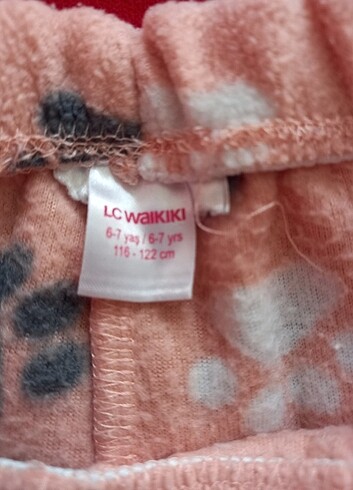 LC WAIKIKI
6-7 yaş / 6-7 yrs
116 - 122 cm